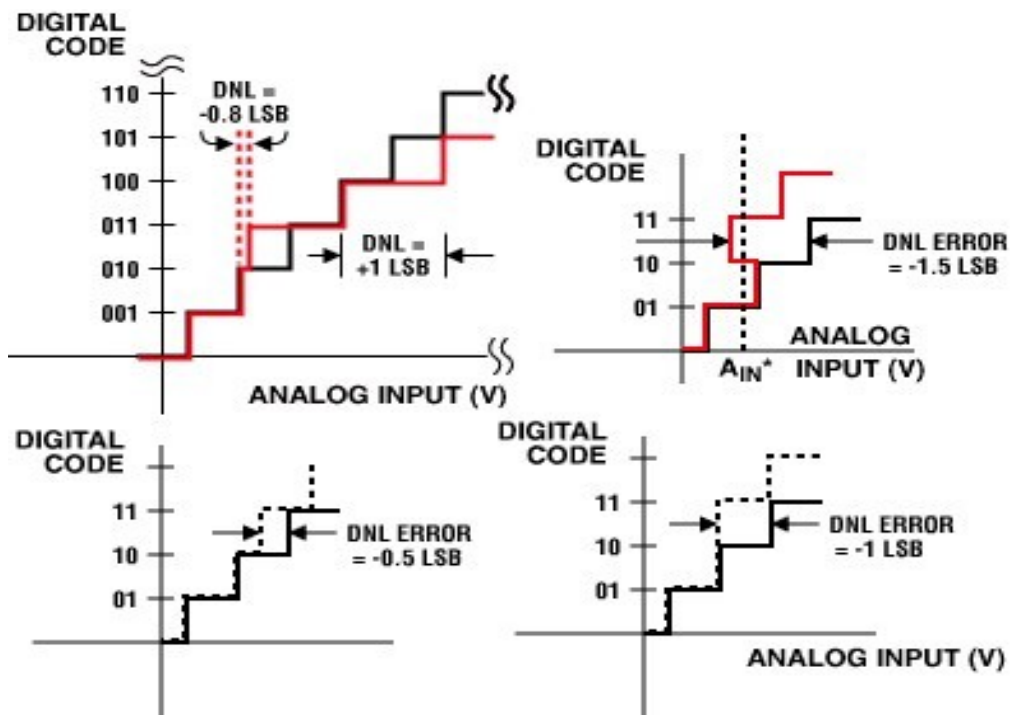 DIGITAL
CODE
110
101
100
011
010
001
DNL =
-0.8 LSB
DNL =
+1 LSB
ANALOG INPUT (V)
DIGITAL
CODE
11
10
01
DNL ERROR
= -1.5 LSB
ANALOG
AIN* INPUT (V)
DIGITAL
CODE
11
10
01
DNL ERROR
= -0.5 LSB
DIGITAL
CODE
11
10
01
DNL ERROR
= -1 LSB
ANALOG INPUT (V)